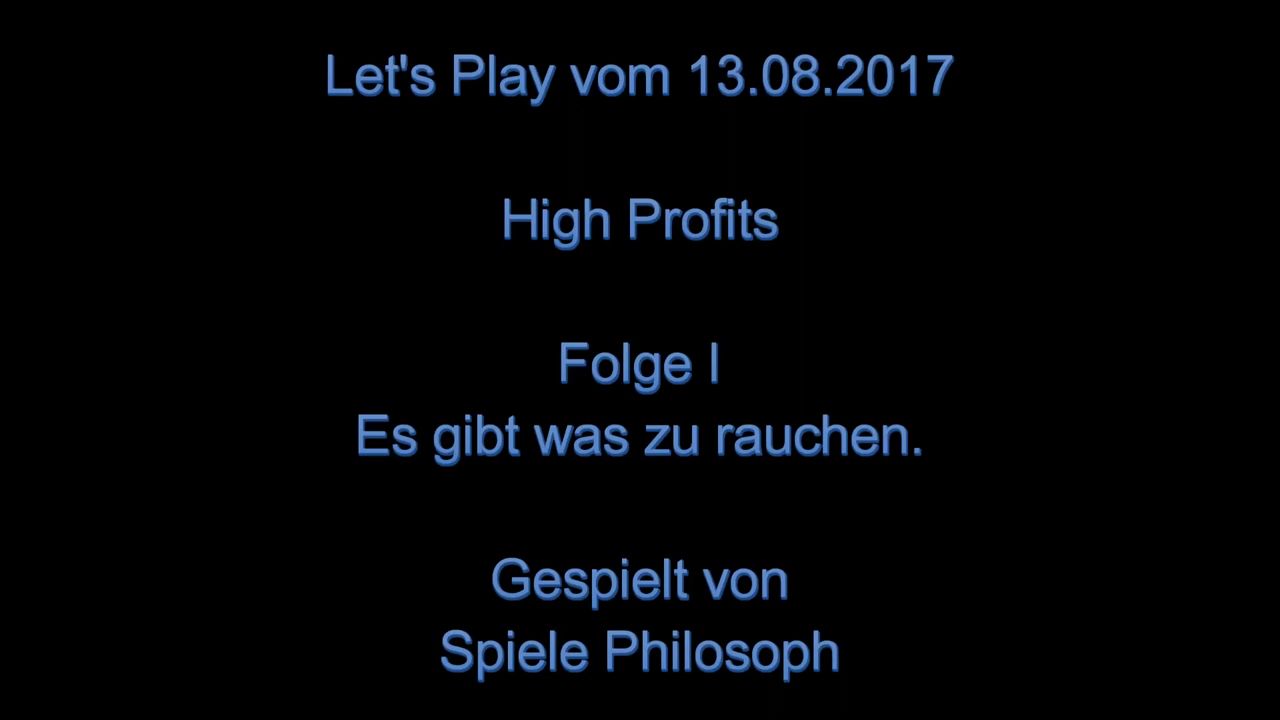 Let's Play vom 13.08.2017
High Profits
Folge I
Es gibt was zu rauchen.
Gespielt von
Spiele Philosoph